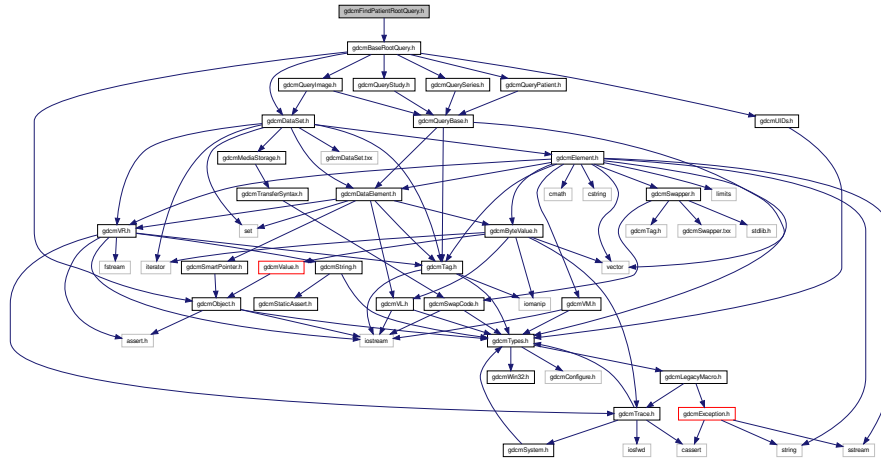 gdcmFindPatientRootQuery.h
gdcmBaseRootQuery.h
gdcmQueryImage.h
gdcmQueryStudy.h
gdcmQuerySeries.h
gdcmQueryPatient.h
gdcmDataSet.h
gdcmQueryBase.h
gdcmUIDs.h
gdcmMediaStorage.h
gdcmDataSet.txx
gdcmElement.h
gdcmTransferSyntax.h
gdcmDataElement.h
cmath
cstring
gdcmSwapper.h
limits
gdcmVR.h
set
gdcmByteValue.h
gdcmTag.h
gdcmSwapper.txx
stdlib.h
fstream
iterator
gdcmSmartPointer.h
gdcmValue.h
gdcmString.h
gdcmTag.h
vector
gdcmObject.h
gdcmStaticAssert.h
gdcmVL.h
gdcmSwapCode.h
iomanip
gdcmVM.h
assert.h
iostream
gdcmTypes.h
gdcmWin32.h
gdcmConfigure.h
gdcmLegacyMacro.h
gdcmTrace.h
gdcmException.h
gdcmSystem.h
iosfwd
cassert
string
sstream